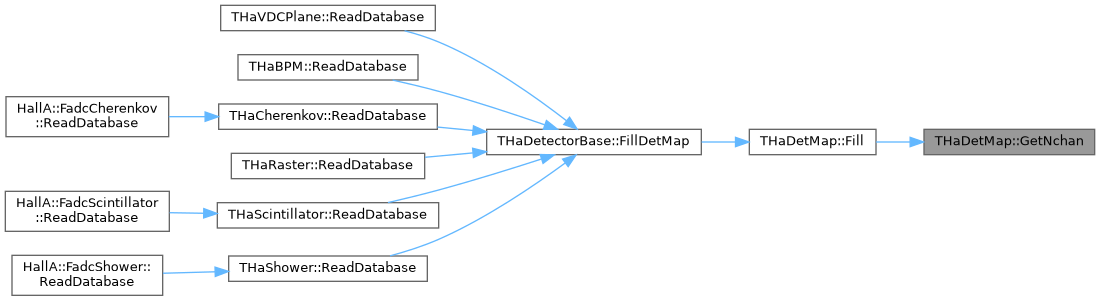 THaVDCPlane::ReadDatabase
THaBPM::ReadDatabase
HallA::FadcCherenkov
::ReadDatabase
THaCherenkov::ReadDatabase
THaDetectorBase::FillDetMap
THaDetMap::Fill
THaDetMap::GetNchan
THaRaster::ReadDatabase
HallA::FadcScintillator
::ReadDatabase
THaScintillator::ReadDatabase
HallA::FadcShower::
ReadDatabase
THaShower::ReadDatabase